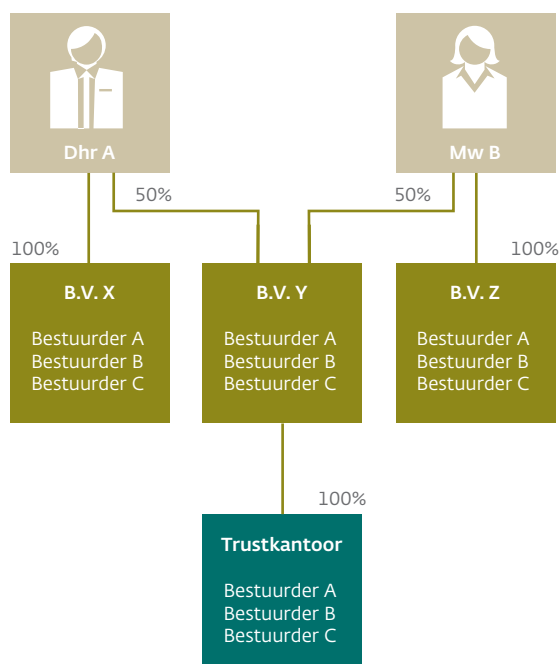 Dhr A
Mw B
50%
50%
100%
100%
B.V. X
Bestuurder A
Bestuurder B
Bestuurder C
B.V. Y
Bestuurder A
Bestuurder B
Bestuurder C
B.V. Z
Bestuurder A
Bestuurder B
Bestuurder C
100%
Trustkantoor
Bestuurder A
Bestuurder B
Bestuurder C